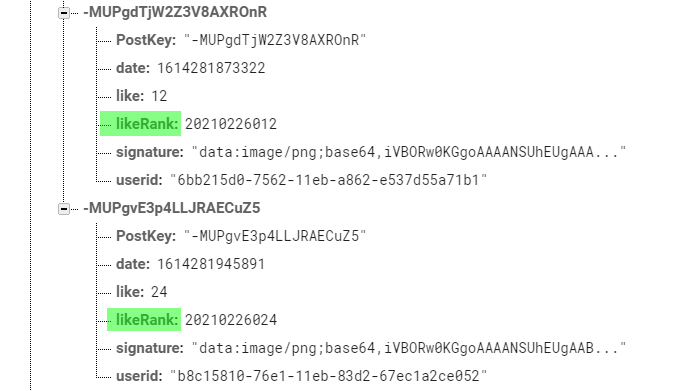 -MUPgdTjW2Z3V8AXROnR
PostKey: "-MUPgdTjW2Z3V8AXROnR"
date: 1614281873322
like: 12
likeRank: 20210226012
signature: "data:image/png;base64,iVBORw0KGgoAAAANSUhEUgAAA..."
userid: "6bb215d0-7562-11eb-a862-e537d55a71b1"
-MUPgvE3p4LLJRAECuZ5
PostKey: "-MUPgvE3p4LLJRAECuZ5"
date: 1614281945891
like: 24
likeRank: 20210226024
signature: "data:image/png;base64,iVBORw0KGgoAAAANSUhEUgAAB..."
userid: "b8c15810-76e1-11eb-83d2-67ec1a2ce052"